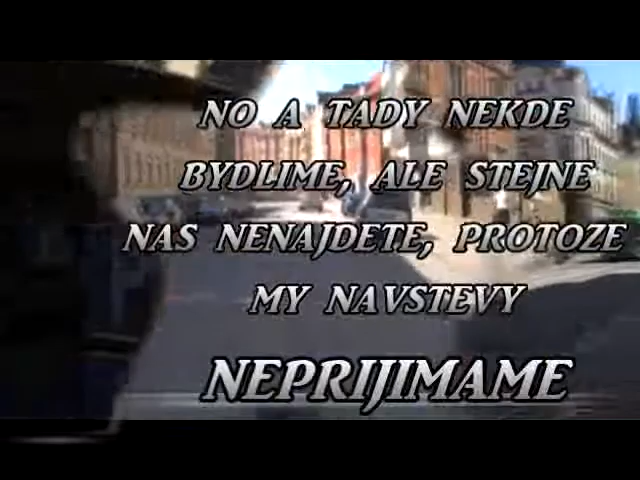 NO A TADY NEKDE
BYDLIME, ALE STEJNE
NAS NENAJDETE, PROTOZE
MY NAVSTEVY
NEPRIJIMAME